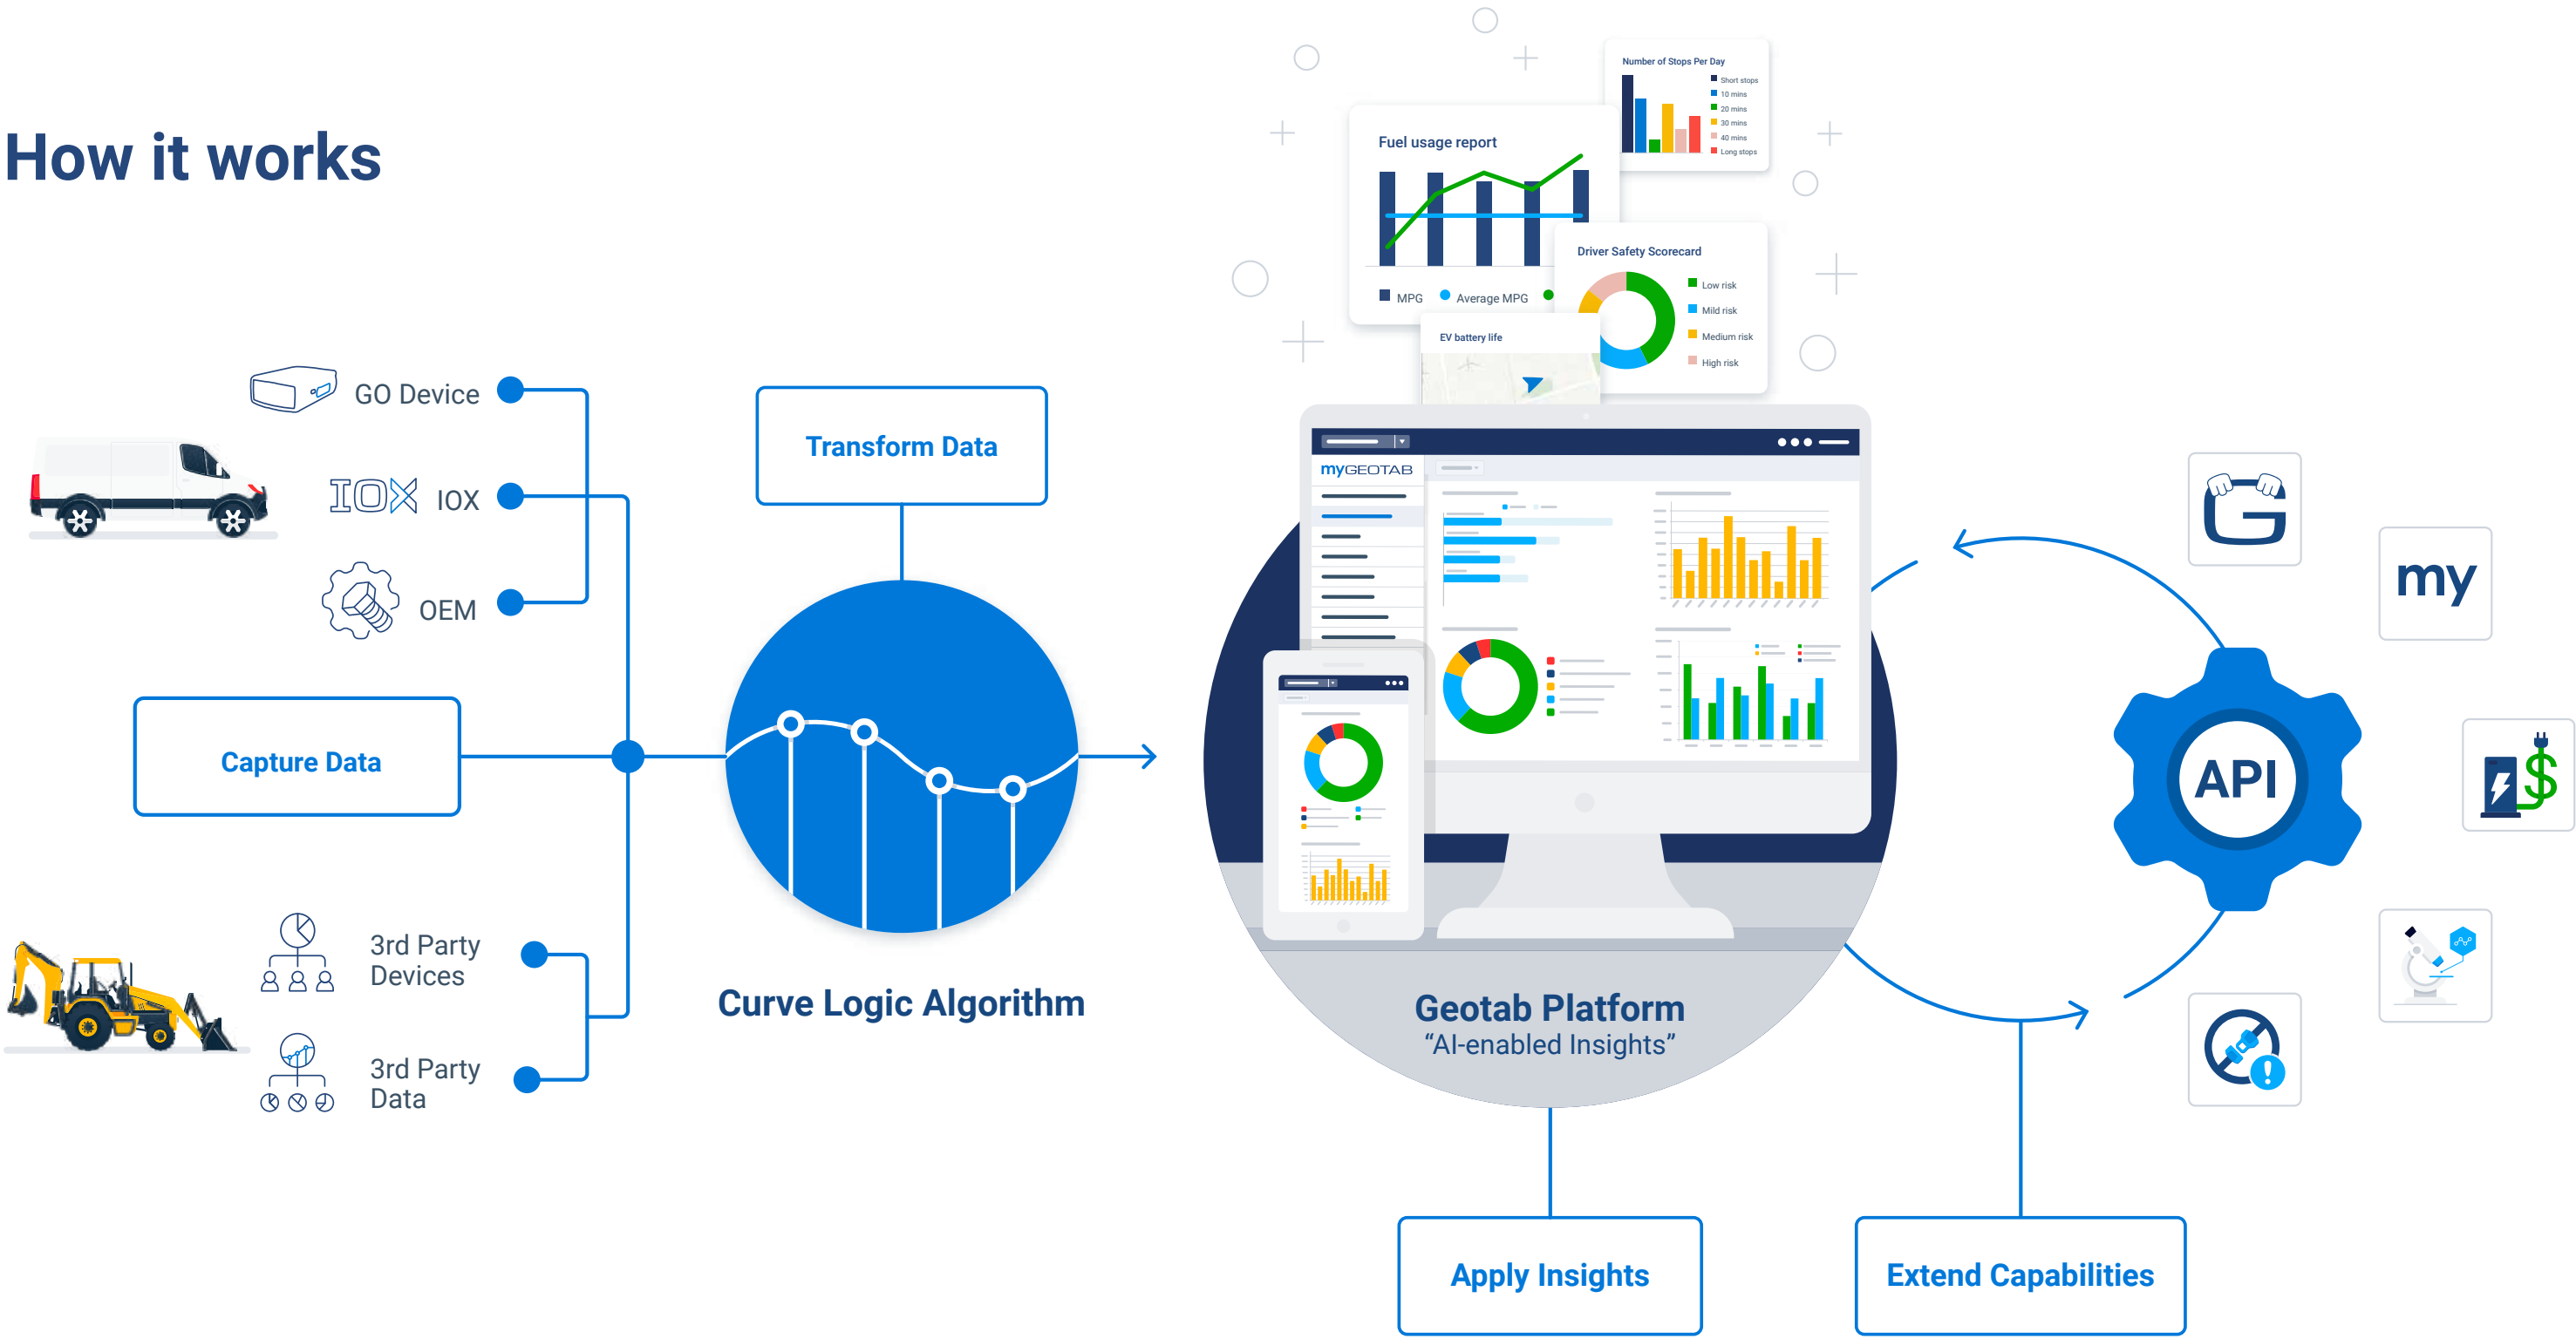 How it works
GO Device
IOX
IOX
OEM
Capture Data
3rd Party
Devices
3rd Party
Data
Transform Data
Curve Logic Algorithm
Number of Stops Per Day
Short stops
10 mins
20 mins
30 mins
40 mins
Long stops
Fuel usage report
MPG
Average MPG
Driver Safety Scorecard
Low risk
Mild risk
Medium risk
High risk
EV battery life
myGEOTAB
Geotab Platform
“AI-enabled Insights”
Apply Insights
Extend Capabilities
API
G
my
$
!